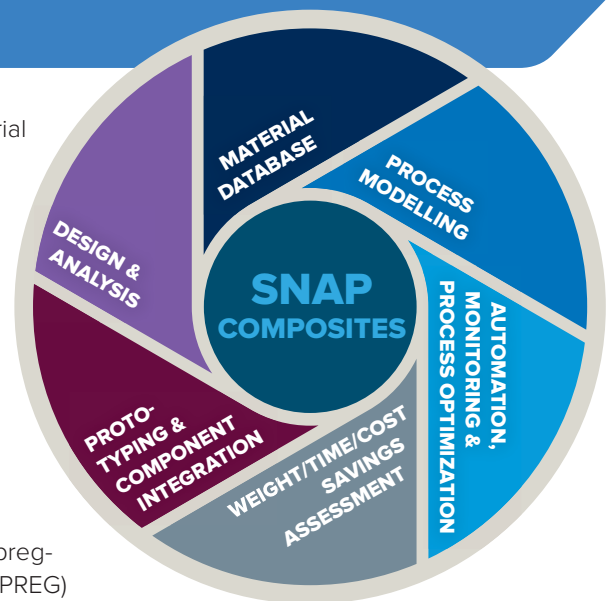 rial
MATERIAL
DATABASE
PROCESS
MODELLING
AUTOMATION,
MONITORING &
PROCESS OPTIMIZATION
WEIGHT/TIME/COST
SAVINGS
ASSESSMENT
PROTO-
TYPING &
COMPONENT
INTEGRATION
DESIGN &
ANALYSIS
SNAP
COMPOSITES
preg-
PREG)